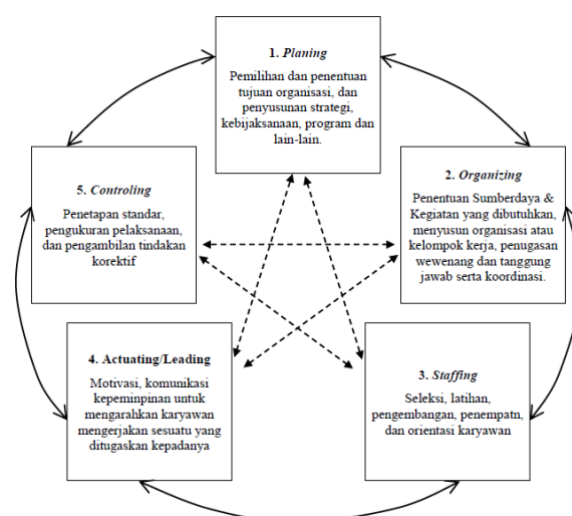 1. Planing
Pemilihan dan penentuan
tujuan organisasi, dan
penyusunan strategi,
kebijaksanaan, program dan
lain-lain.
2. Organizing
Penentuan Sumberdaya &
Kegiatan yang dibutuhkan,
menyusun organisasi atau
kelompok kerja, penugasan
wewenang dan tanggung
jawab serta koordinasi.
3. Staffing
Seleksi, latihan,
pengembangan, penempatn,
dan orientasi karyawan
4. Actuating/Leading
Motivasi, komunikasi
kepemimpinan untuk
mengarahkan karyawan
mengerjakan sesuatu yang
ditugaskan kepadanya
5. Controling
Penetapan standar,
pengukuran pelaksanaan,
dan pengambilan tindakan
korektif